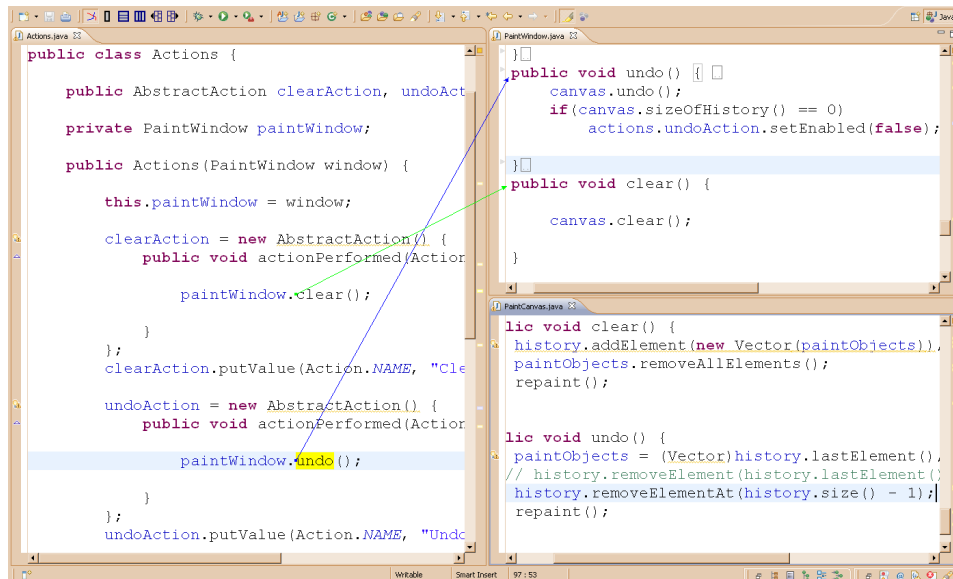 Java
Actions.java
public class Actions {
public AbstractAction clearAction, undoAct
private PaintWindow paintWindow;
public Actions(PaintWindow window) {
this.paintWindow = window;
clearAction = new AbstractAction() {
public void actionPerformed(Action
paintWindow.clear();
}
};
clearAction.putValue(Action.NAME, "Cle
undoAction = new AbstractAction() {
public void actionPerformed(Action
paintWindow.undo();
}
};
undoAction.putValue(Action.NAME, "Undo
PaintWindow.java
}
public void undo() {
canvas.undo();
if(canvas.sizeOfHistory() == 0)
actions.undoAction.setEnabled(false);
}
public void clear() {
canvas.clear();
}
PaintCanvas.java
lic void clear() {
history.addElement(new Vector(paintObjects));
paintObjects.removeAllElements();
repaint();
lic void undo() {
paintObjects = (Vector)history.lastElement();
// history.removeElement(history.lastElement()
history.removeElementAt(history.size() - 1);
repaint();
Writable
Smart Insert
97 : 53